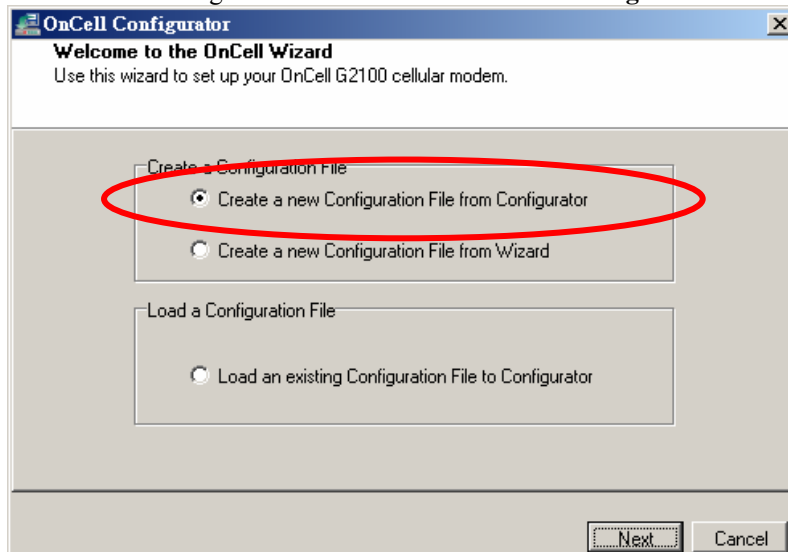 OnCell Configurator
Welcome to the OnCell Wizard
Use this wizard to set up your OnCell G2100 cellular modem.
Create a Configuration File
Create a new Configuration File from Configurator
Create a new Configuration File from Wizard
Load a Configuration File
Load an existing Configuration File to Configurator
Next Cancel